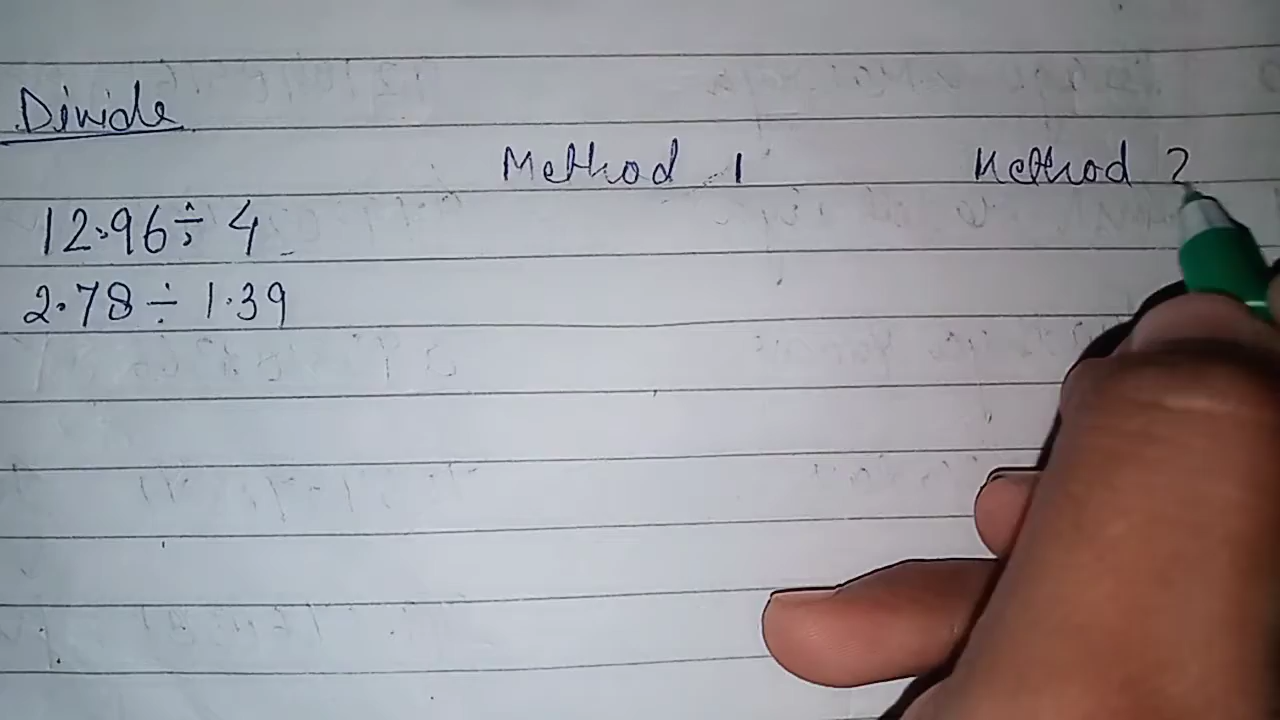 Divide
Method 1 Method 2
12.96 ÷ 4
2.78 ÷ 1.39